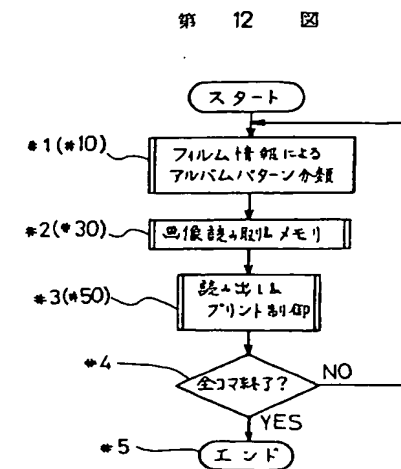 第 12 図
スタート
#1(#10)
フィルム情報による
アルバムパターン分類
#2(#30)
画像読み取り&メモリ
#3(#50)
読み出し&
プリント制御
#4
全コマ終了?
NO
YES
#5
エンド